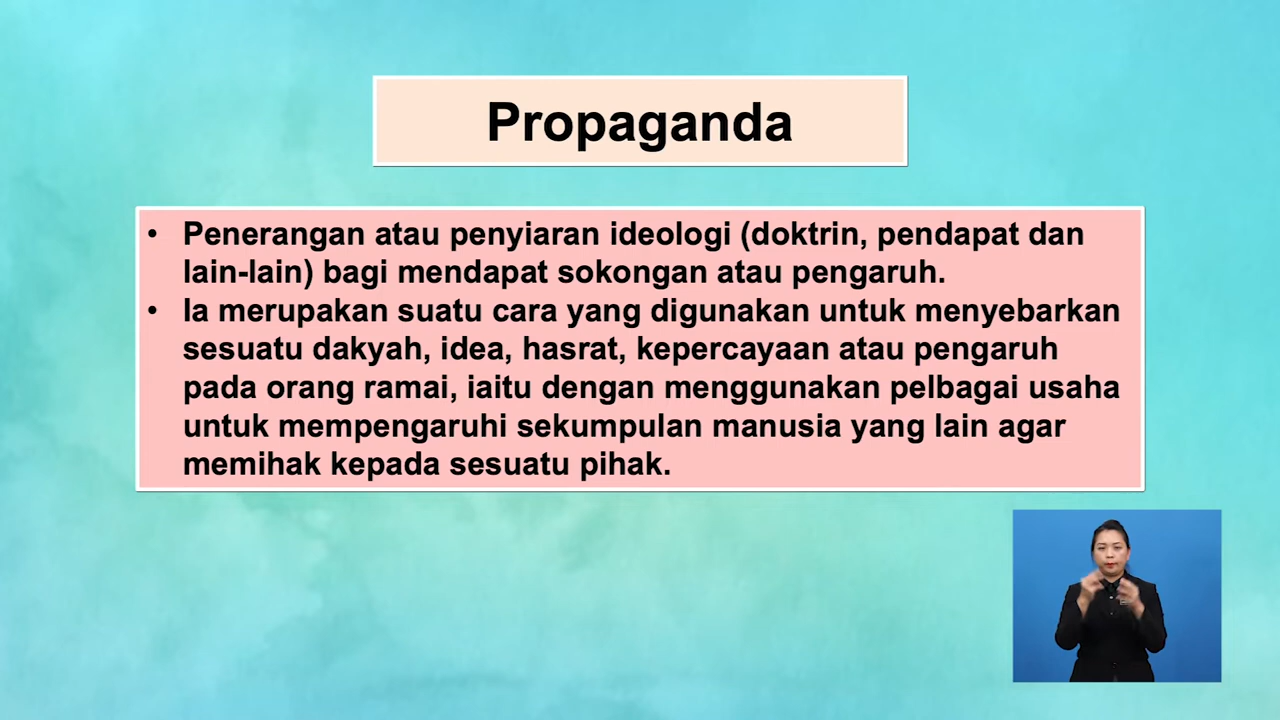 Propaganda
• Penerangan atau penyiaran ideologi (doktrin, pendapat dan
lain-lain) bagi mendapat sokongan atau pengaruh.
• Ia merupakan suatu cara yang digunakan untuk menyebarkan
sesuatu dakyah, idea, hasrat, kepercayaan atau pengaruh
pada orang ramai, iaitu dengan menggunakan pelbagai usaha
untuk mempengaruhi sekumpulan manusia yang lain agar
memihak kepada sesuatu pihak.